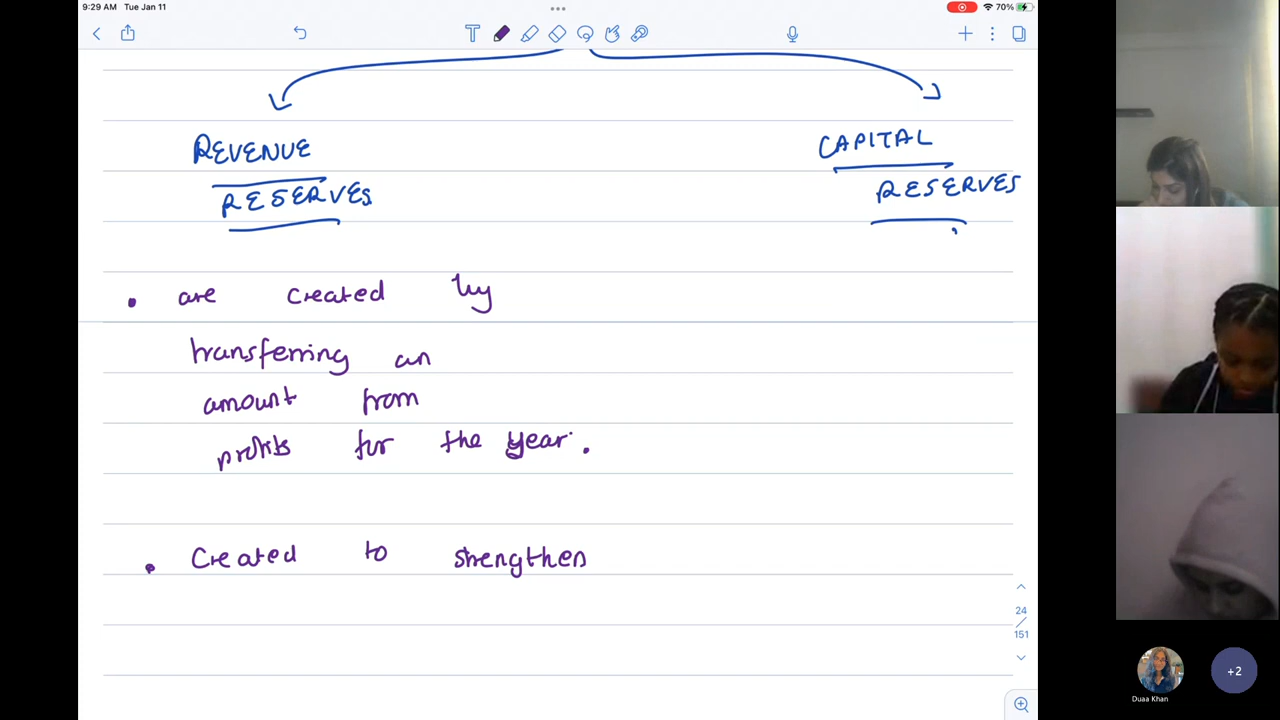 9:29 AM Tue Jan 11
70%
REVENUE
RESERVES
CAPITAL
RESERVES
• are created by
transferring an
amount from
profits for the year.
• Created to strengthen
24
151
+2
Duaa Khan